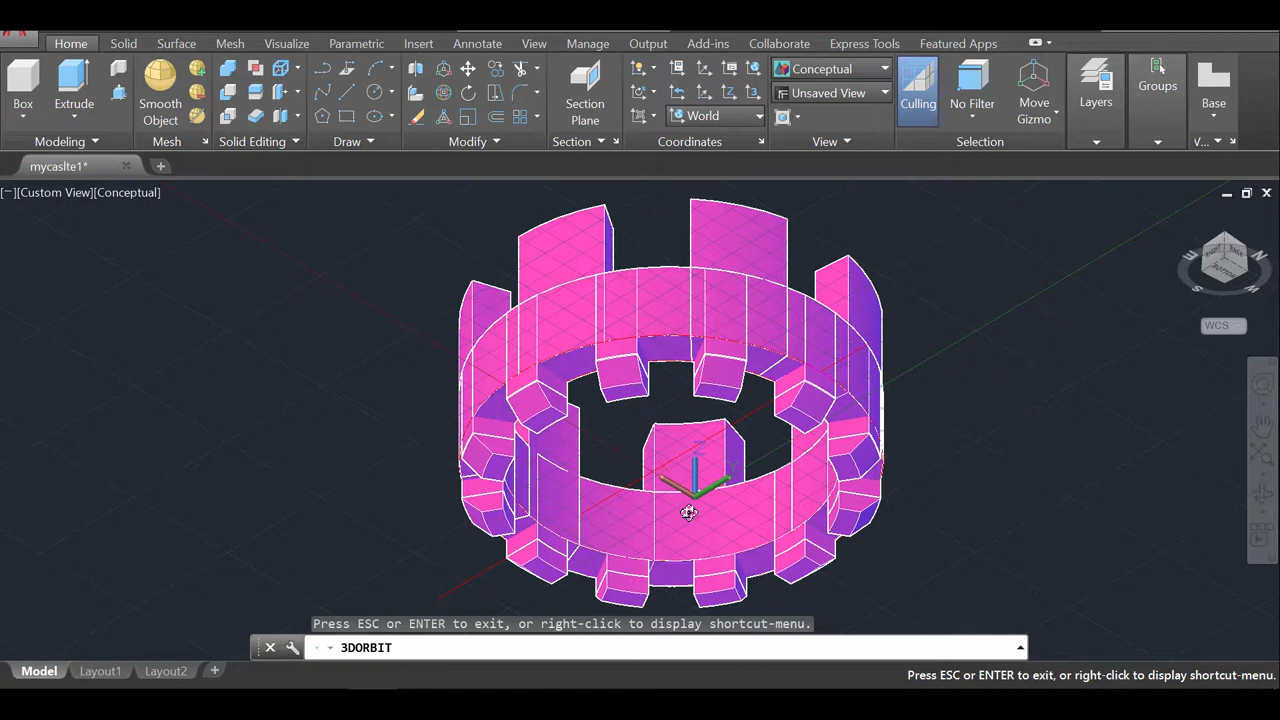 Home Solid Surface Mesh Visualize Parametric Insert Annotate View Manage Output Add-ins Collaborate Express Tools Featured Apps
Box
Extrude
Smooth
Object
Section
Plane
Conceptual
Unsaved View
World
Culling
No Filter
Move
Gizmo
Layers
Groups
Base
Modeling Mesh Solid Editing Draw Modify Section Coordinates View Selection V...
mycaslte1*
[−][Custom View][Conceptual]
BOTTOM
WCS
Z
Y
Press ESC or ENTER to exit, or right-click to display shortcut-menu.
3DORBIT
Model Layout1 Layout2
Press ESC or ENTER to exit, or right-click to display shortcut-menu.